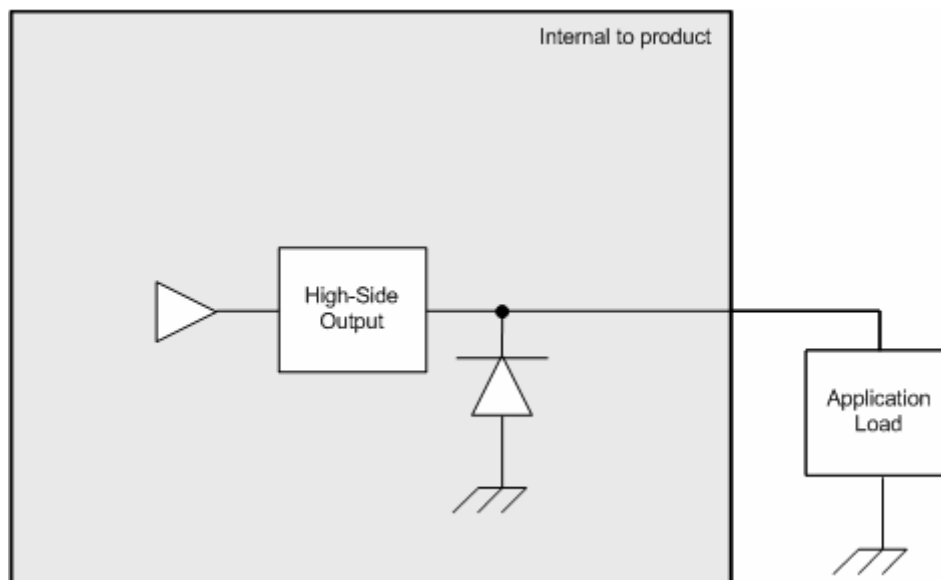 Internal to product
High-Side
Output
Application
Load